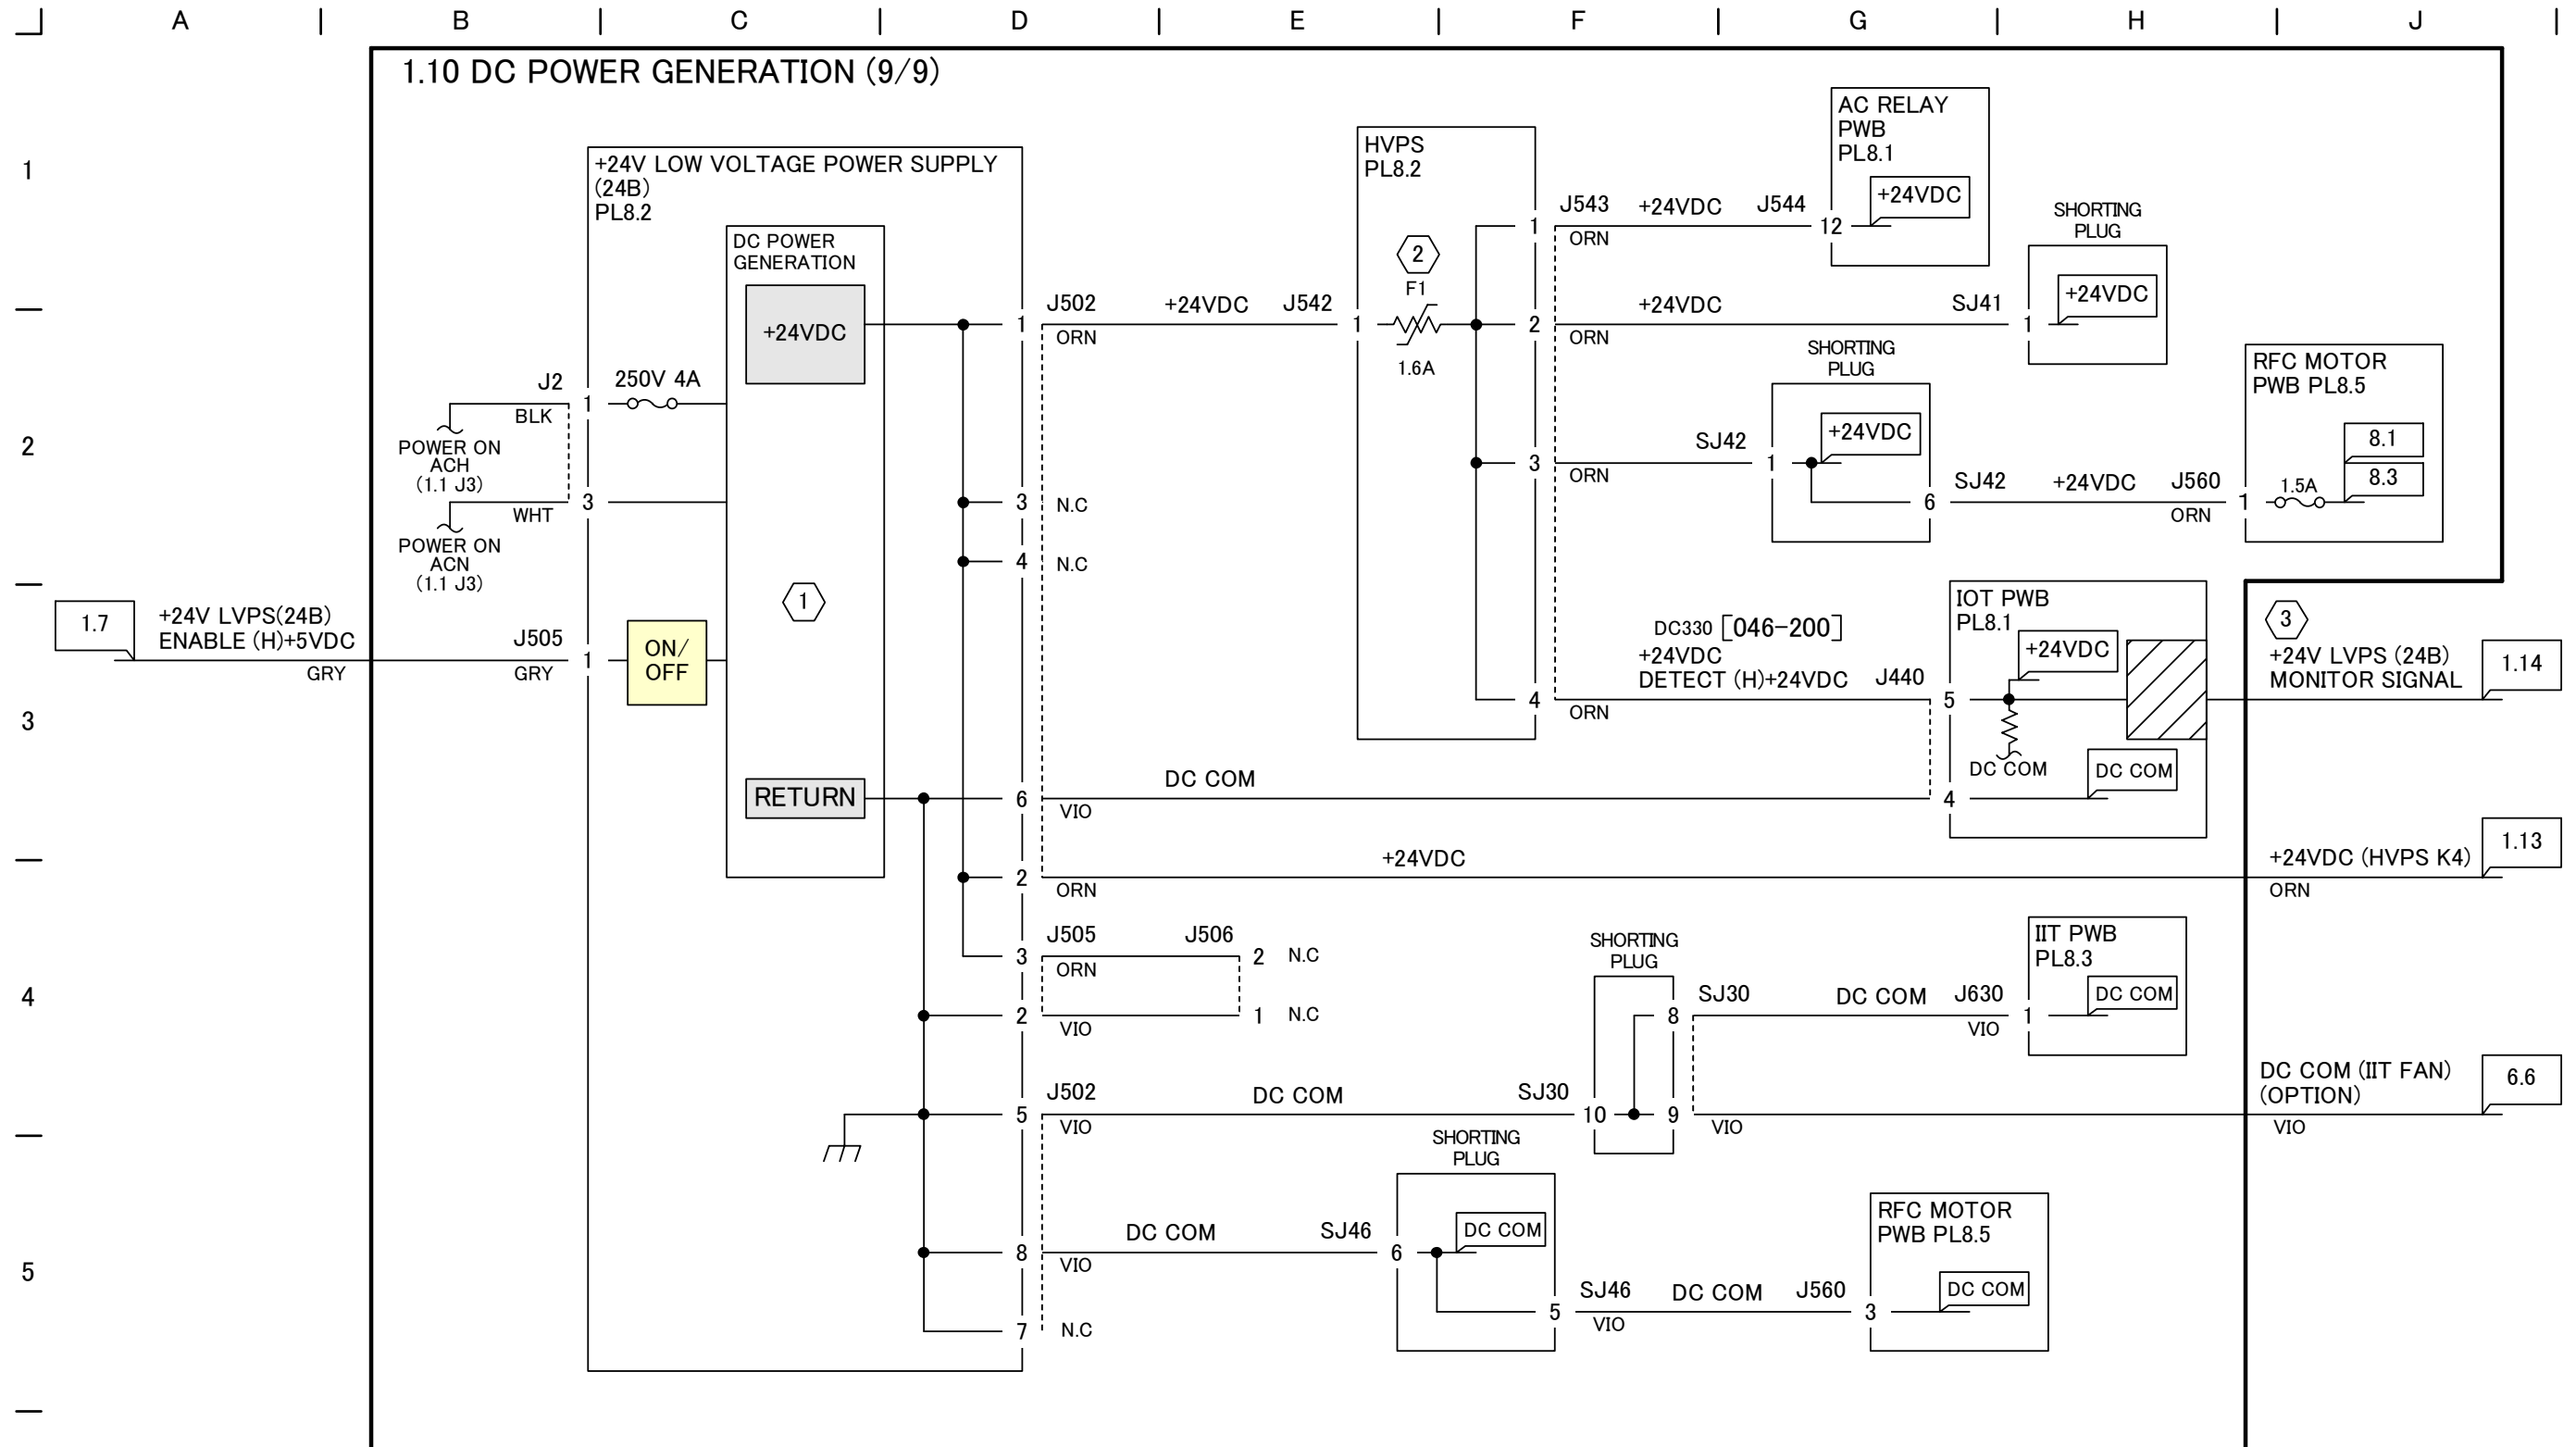 A B C D E F G H J
1.10 DC POWER GENERATION (9/9)
1
2
3
4
5
+24V LOW VOLTAGE POWER SUPPLY
(24B)
PL8.2
DC POWER
GENERATION
+24VDC
J2
250V 4A
1
BLK
POWER ON
ACH
(1.1 J3)
3
WHT
POWER ON
ACN
(1.1 J3)
1
1.7
+24V LVPS(24B)
ENABLE (H)+5VDC
GRY
J505
GRY
1
ON/
OFF
RETURN
1
J502
ORN
+24VDC
J542
1
3
N.C
4
N.C
6
VIO
DC COM
2
ORN
+24VDC
3
J505
ORN
J506
2
N.C
2
VIO
1
N.C
5
J502
VIO
DC COM
SJ30
10
8
VIO
DC COM
SJ46
6
7
N.C
HVPS
PL8.2
2
F1
1.6A
1
2
3
4
J543
+24VDC
J544
ORN
12
AC RELAY
PWB
PL8.1
+24VDC
+24VDC
ORN
SJ41
1
SHORTING
PLUG
+24VDC
SHORTING
PLUG
ORN
SJ42
1
+24VDC
6
SJ42
+24VDC
J560
ORN
1
RFC MOTOR
PWB PL8.5
1.5A
8.1
8.3
DC330 [046-200]
+24VDC
DETECT (H)+24VDC
J440
ORN
5
4
IOT PWB
PL8.1
+24VDC
DC COM
DC COM
3
+24V LVPS (24B)
MONITOR SIGNAL
1.14
+24VDC (HVPS K4)
1.13
ORN
SHORTING
PLUG
8
9
SJ30
DC COM
J630
VIO
1
IIT PWB
PL8.3
DC COM
VIO
DC COM (IIT FAN)
(OPTION)
6.6
VIO
SHORTING
PLUG
DC COM
5
SJ46
DC COM
J560
VIO
3
RFC MOTOR
PWB PL8.5
DC COM